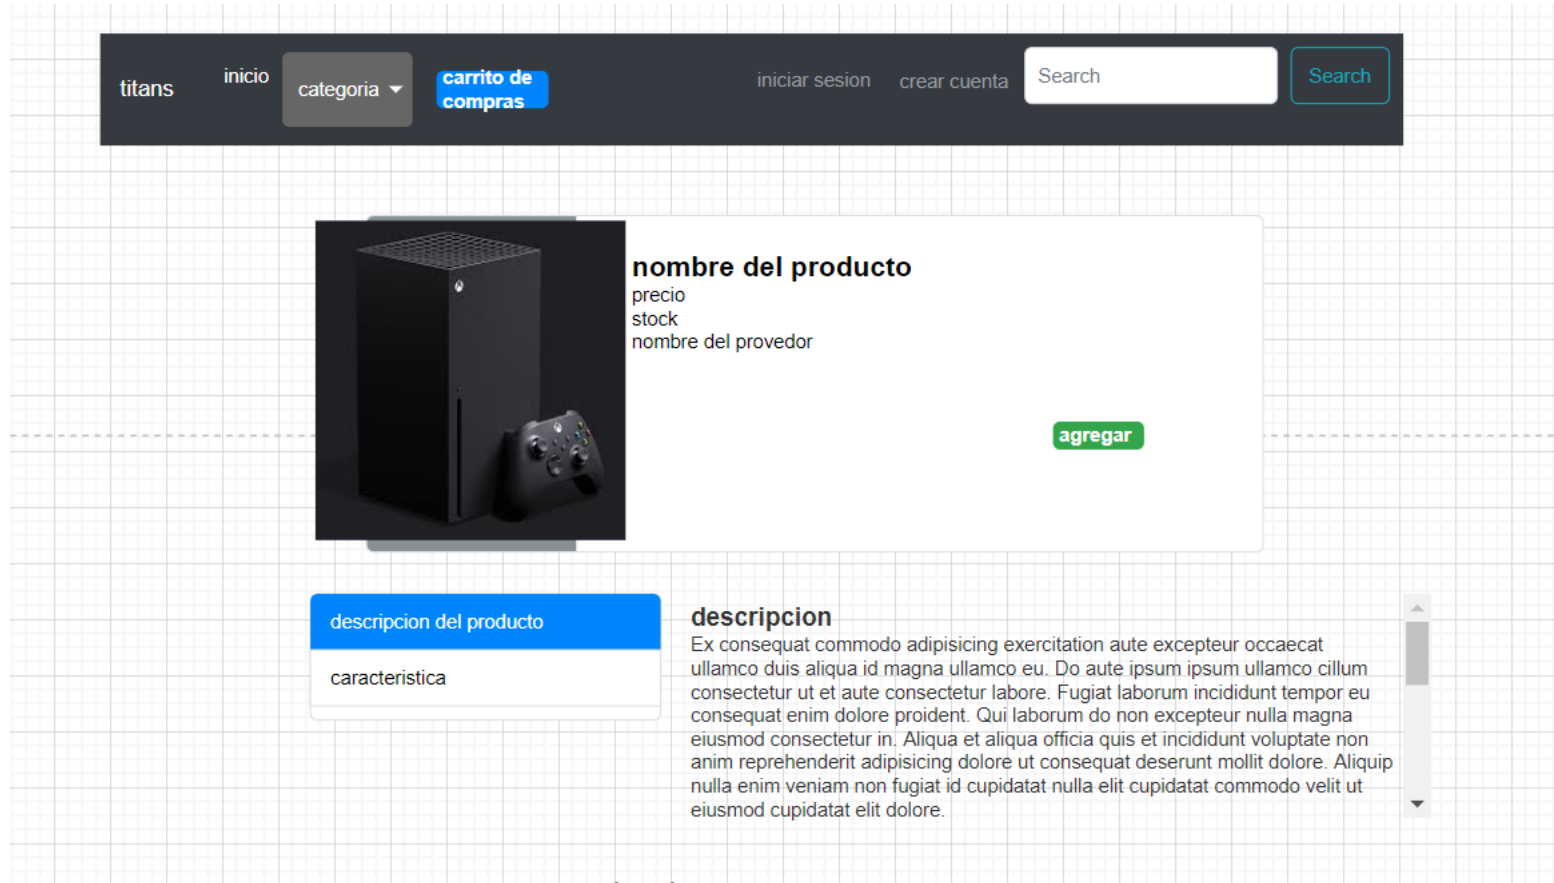 titans
inicio
categoria
carrito de
compras
iniciar sesion
crear cuenta
Search
Search
nombre del producto
precio
stock
nombre del provedor
agregar
descripcion del producto
caracteristica
descripcion
Ex consequat commodo adipisicing exercitation aute excepteur occaecat
ullamco duis aliqua id magna ullamco eu. Do aute ipsum ipsum ullamco cillum
consectetur ut et aute consectetur labore. Fugiat laborum incididunt tempor eu
consequat enim dolore proident. Qui laborum do non excepteur nulla magna
eiusmod consectetur in. Aliqua et aliqua officia quis et incididunt voluptate non
anim reprehenderit adipisicing dolore ut consequat deserunt mollit dolore. Aliquip
nulla enim veniam non fugiat id cupidatat nulla elit cupidatat commodo velit ut
eiusmod cupidatat elit dolore.